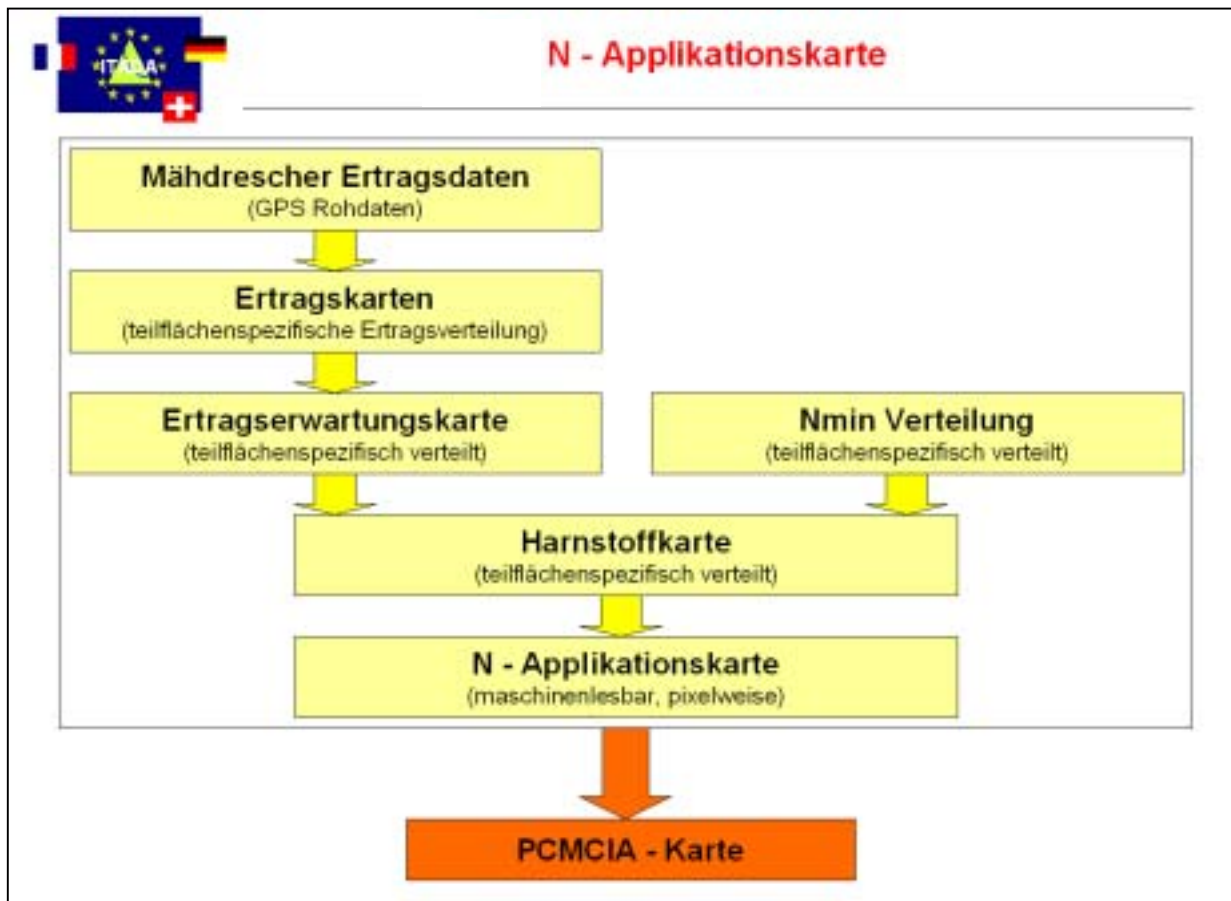 ITADA
N - Applikationskarte
Mähdrescher Ertragsdaten
(GPS Rohdaten)
Ertragskarten
(teilflächenspezifische Ertragsverteilung)
Ertragserwartungskarte
(teilflächenspezifisch verteilt)
Nmin Verteilung
(teilflächenspezifisch verteilt)
Harnstoffkarte
(teilflächenspezifisch verteilt)
N - Applikationskarte
(maschinenlesbar, pixelweise)
PCMCIA - Karte